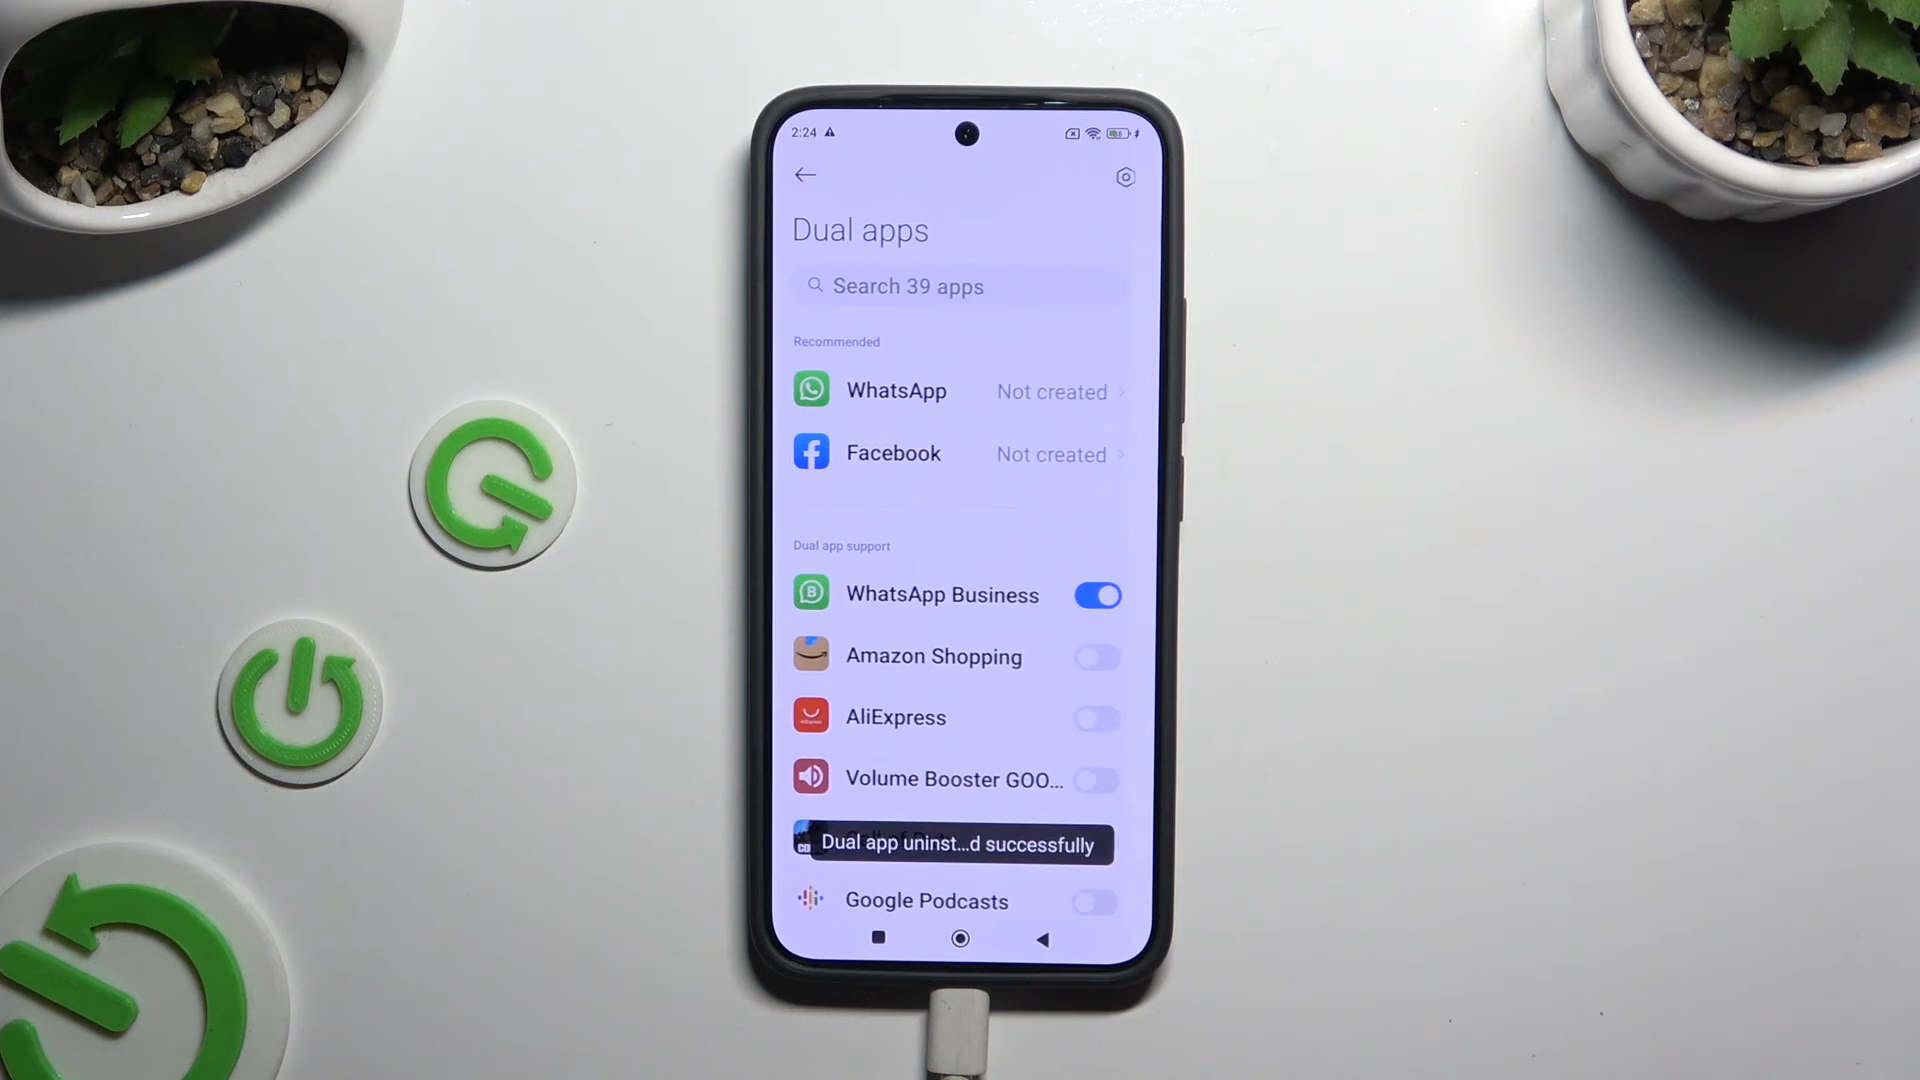 2:24
Dual apps
Search 39 apps
Recommended
WhatsApp Not created
Facebook Not created
Dual app support
WhatsApp Business
Amazon Shopping
AliExpress
Volume Booster GOO...
Dual app uninst...d successfully
Google Podcasts